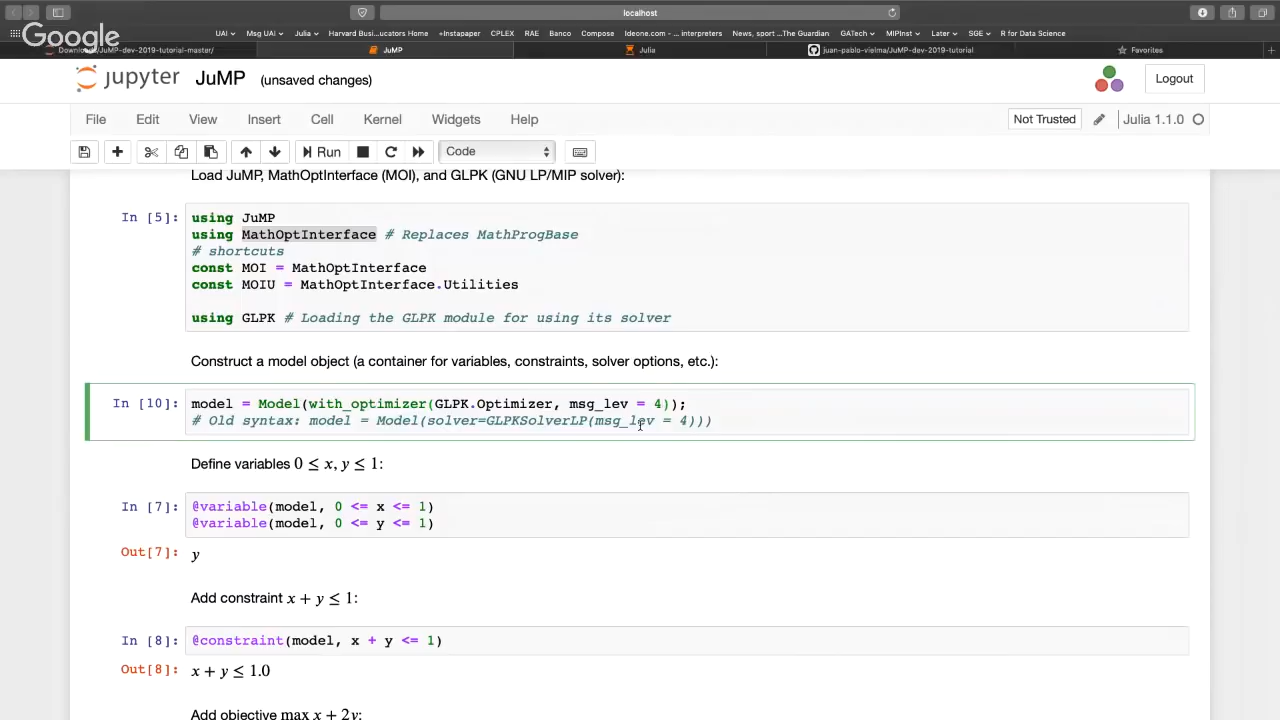 localhost
Google
UAI
Msg UAI
Julia
Harvard Busi...ucators Home
+Instapaper
CPLEX
RAE
Banco
Ideone.com - ... interpreters
News, sport ...The Guardian
Compose
GATech
MIPInst
Later
SGE
R for Data Science
Downloads/JuMP-dev-2019-tutorial-master/
JuMP
Julia
juan-pablo-vielma/JuMP-dev-2019-tutorial
Favorites
jupyter JuMP (unsaved changes)
Logout
File Edit View Insert Cell Kernel Widgets Help
Not Trusted
Julia 1.1.0
Run
Code
Load JuMP, MathOptInterface (MOI), and GLPK (GNU LP/MIP solver):
In [5]: using JuMP
using MathOptInterface # Replaces MathProgBase
# shortcuts
const MOI = MathOptInterface
const MOIU = MathOptInterface.Utilities
using GLPK # Loading the GLPK module for using its solver
Construct a model object (a container for variables, constraints, solver options, etc.):
In [10]: model = Model(with_optimizer(GLPK.Optimizer, msg_lev = 4));
# Old syntax: model = Model(solver=GLPKSolverLP(msg_lev = 4)))
Define variables 0 ≤ x, y ≤ 1:
In [7]: @variable(model, 0 <= x <= 1)
@variable(model, 0 <= y <= 1)
Out[7]: y
Add constraint x + y ≤ 1:
In [8]: @constraint(model, x + y <= 1)
Out[8]: x + y ≤ 1.0
Add objective max x + 2y: